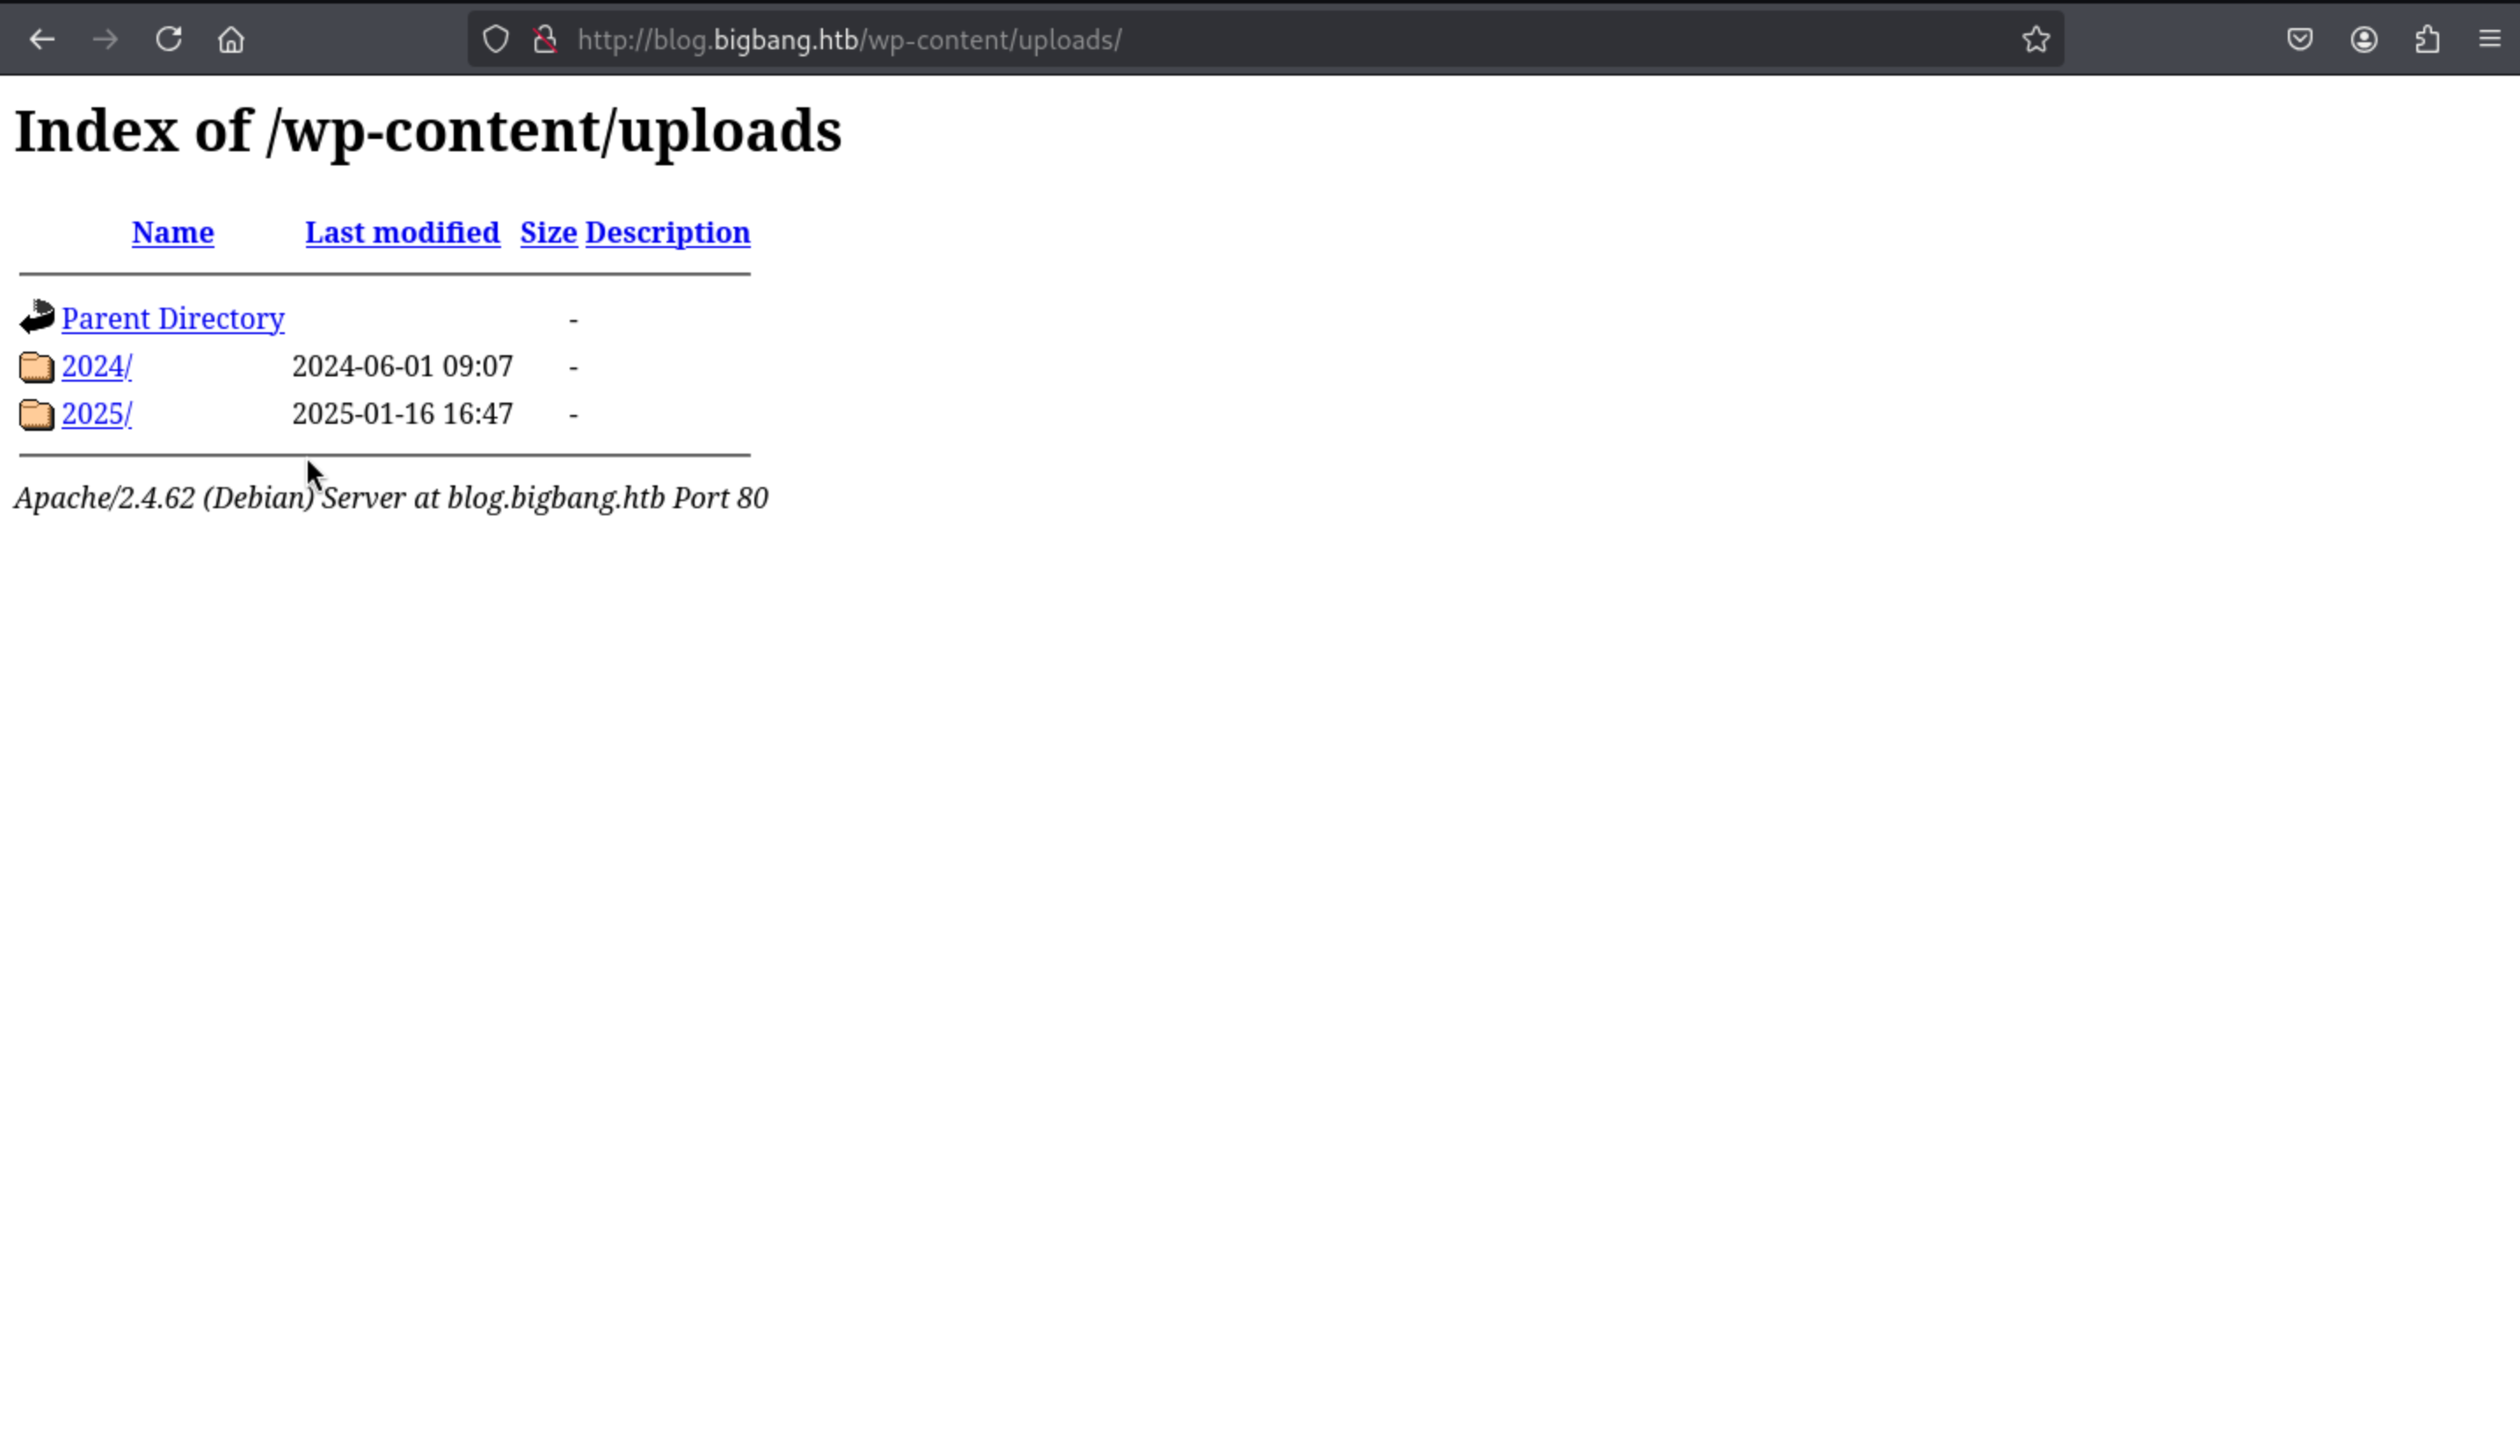 http://blog.bigbang.htb/wp-content/uploads/
Index of /wp-content/uploads
Name Last modified Size Description
Parent Directory -
2024/ 2024-06-01 09:07 -
2025/ 2025-01-16 16:47 -
Apache/2.4.62 (Debian) Server at blog.bigbang.htb Port 80